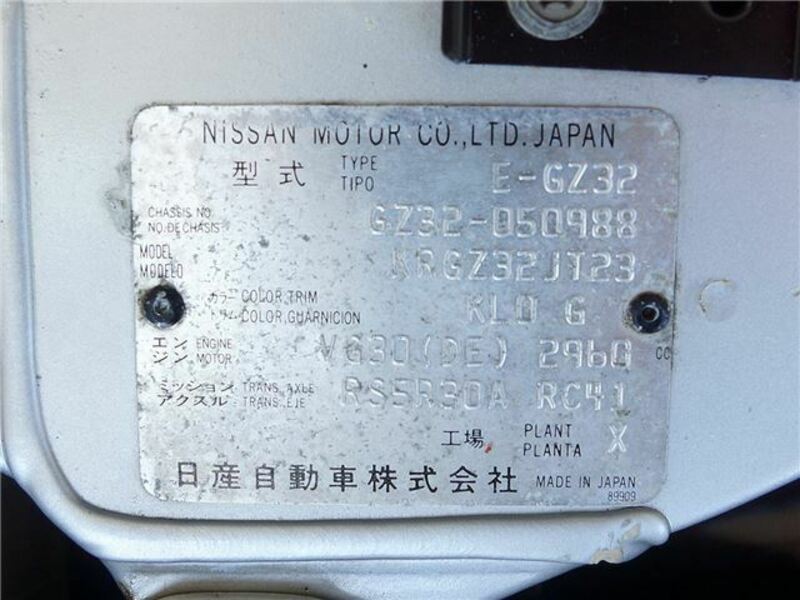 NISSAN MOTOR CO.,LTD.JAPAN
型式 TYPE TIPO E-GZ32
CHASSIS NO. NO.DE CHASIS GZ32-050988
MODEL MODELO KRGZ32JT23
カラー トリム COLOR,TRIM COLOR,GUARNICION KL0 G
エンジン ENGINE MOTOR VG30(DE) 2960 CC
ミッション アクスル TRANS.,AXLE TRANS.,EJE RS5R30A RC41
工場 PLANT PLANTA X
日産自動車株式会社 MADE IN JAPAN
89909